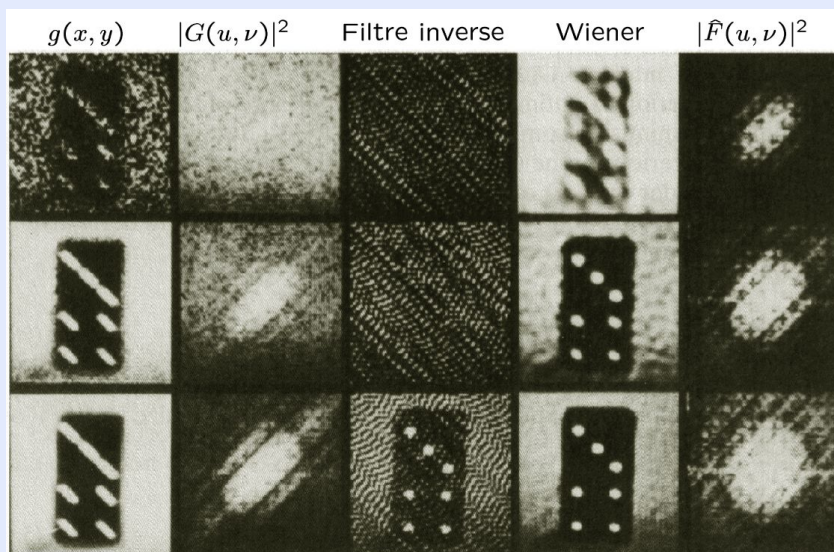 g(x, y) |G(u, ν)|² Filtre inverse Wiener |F̂(u, ν)|²